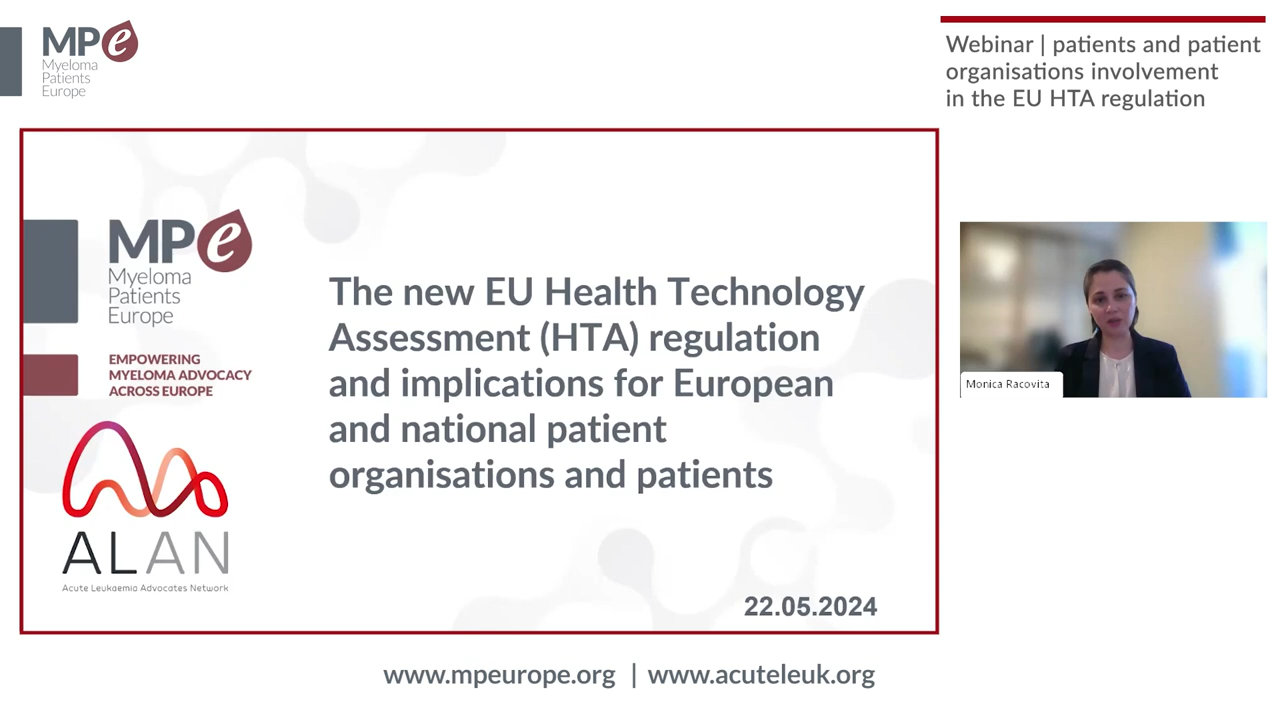 MPe
Myeloma
Patients
Europe
Webinar | patients and patient
organisations involvement
in the EU HTA regulation
MPe
Myeloma
Patients
Europe
EMPOWERING
MYELOMA ADVOCACY
ACROSS EUROPE
ALAN
Acute Leukaemia Advocates Network
The new EU Health Technology
Assessment (HTA) regulation
and implications for European
and national patient
organisations and patients
22.05.2024
Monica Racovita
www.mpeurope.org | www.acuteleuk.org